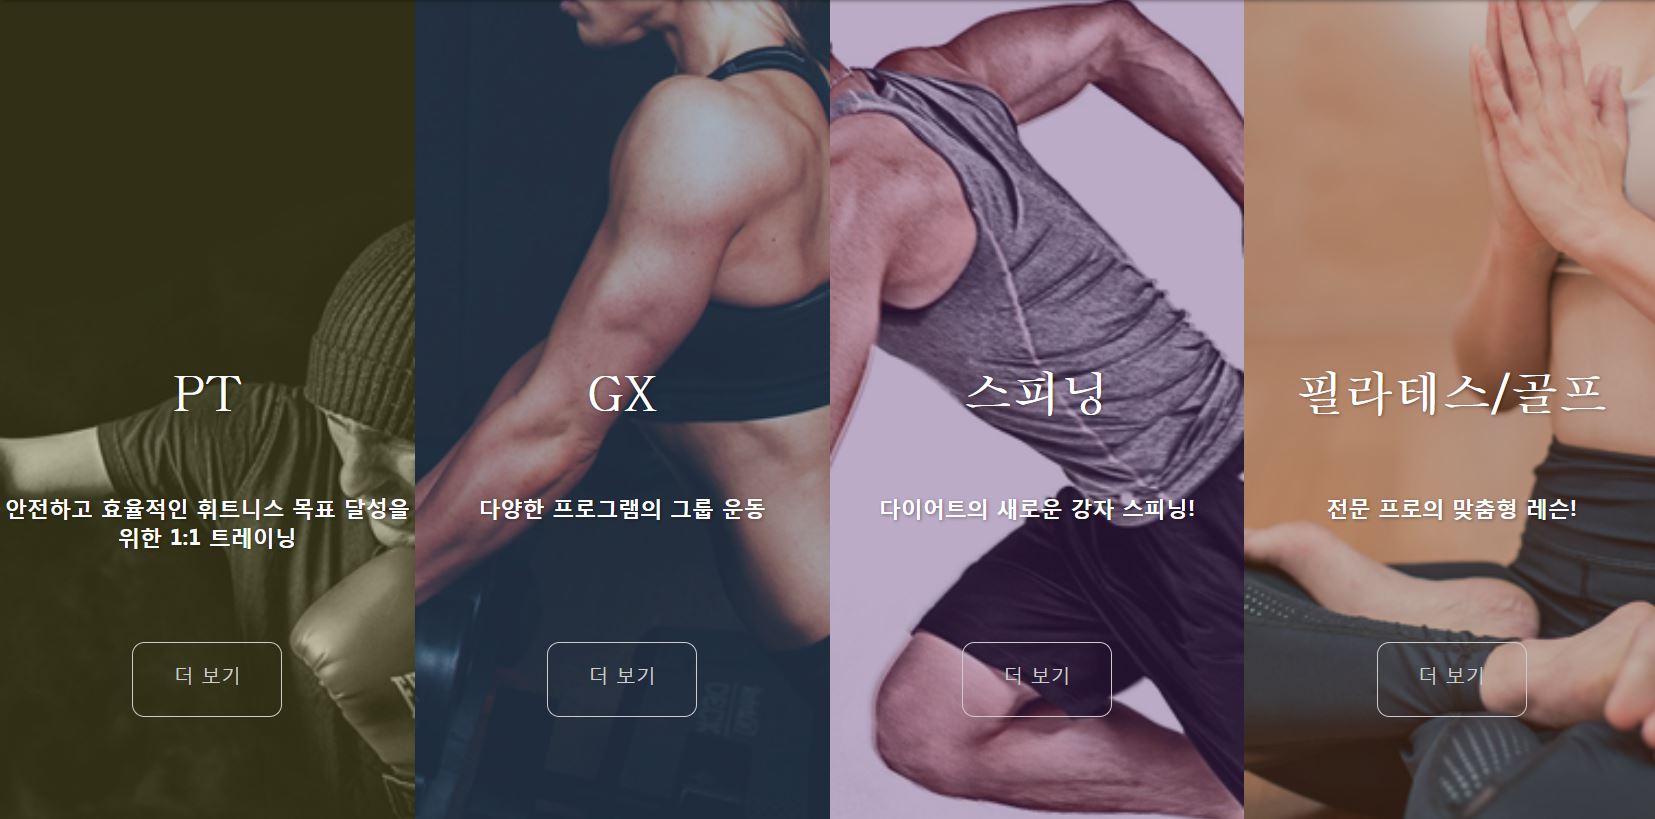 PT
안전하고 효율적인 휘트니스 목표 달성을
위한 1:1 트레이닝
더 보기
GX
다양한 프로그램의 그룹 운동
더 보기
스피닝
다이어트의 새로운 강자 스피닝!
더 보기
필라테스/골프
전문 프로의 맞춤형 레슨!
더 보기